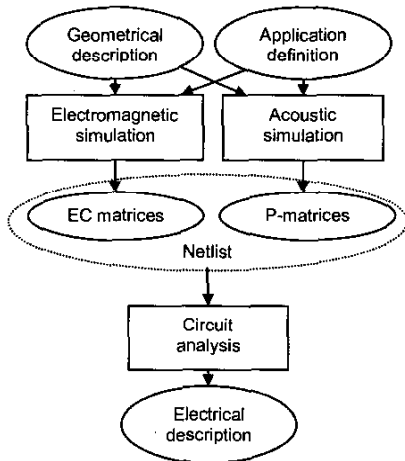 Geometrical
description
Application
definition
Electromagnetic
simulation
Acoustic
simulation
EC matrices
P-matrices
Netlist
Circuit
analysis
Electrical
description